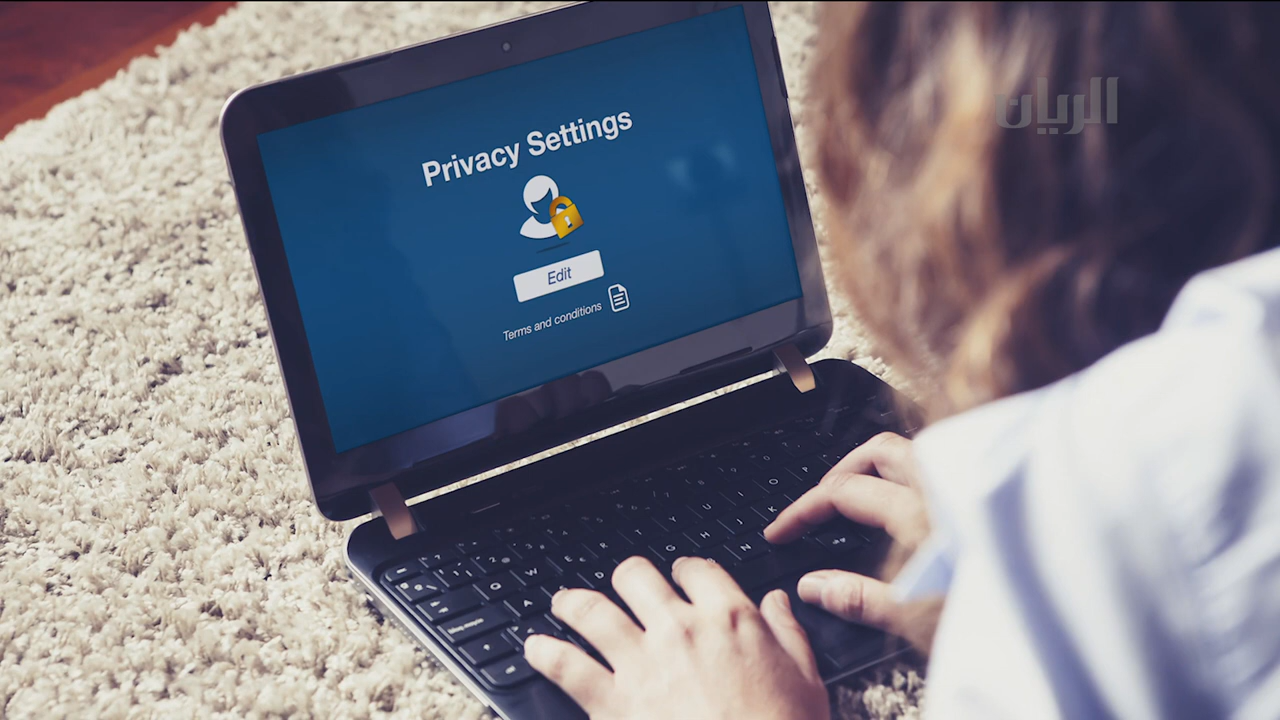 الريان
Privacy Settings
Edit
Terms and conditions